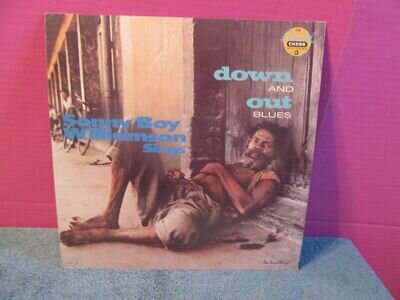 CHESS
down
AND
out
BLUES
Sonny Boy
Williamson
Sings